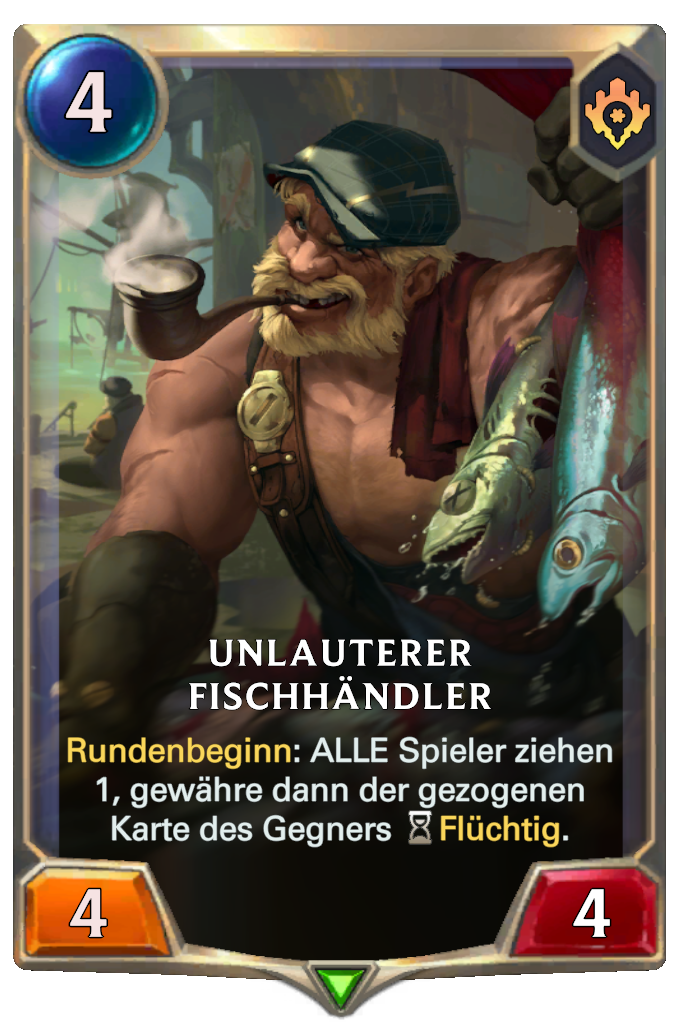 4
UNLAUTERER
FISCHHÄNDLER
Rundenbeginn: ALLE Spieler ziehen
1, gewähre dann der gezogenen
Karte des Gegners Flüchtig.
4
4